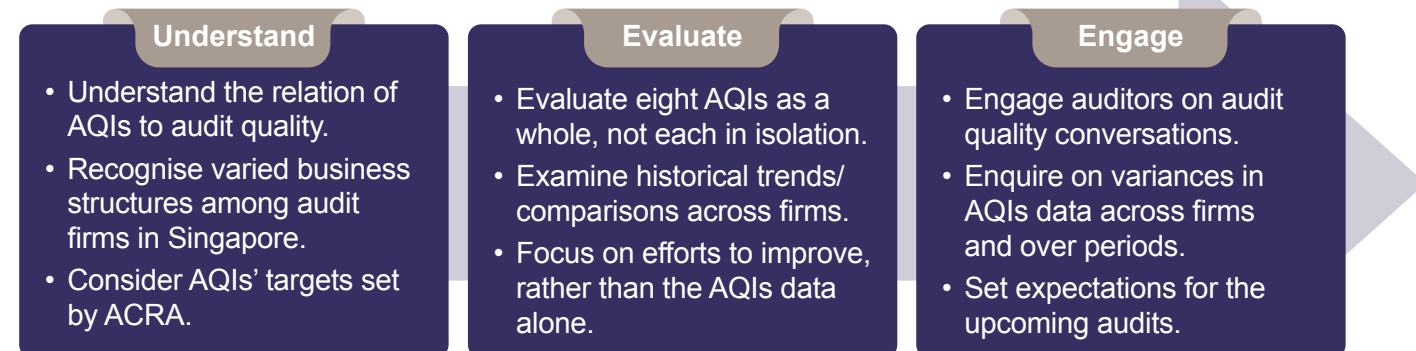 Understand
• Understand the relation of
AQIs to audit quality.
• Recognise varied business
structures among audit
firms in Singapore.
• Consider AQIs’ targets set
by ACRA.
Evaluate
• Evaluate eight AQIs as a
whole, not each in isolation.
• Examine historical trends/
comparisons across firms.
• Focus on efforts to improve,
rather than the AQIs data
alone.
Engage
• Engage auditors on audit
quality conversations.
• Enquire on variances in
AQIs data across firms
and over periods.
• Set expectations for the
upcoming audits.